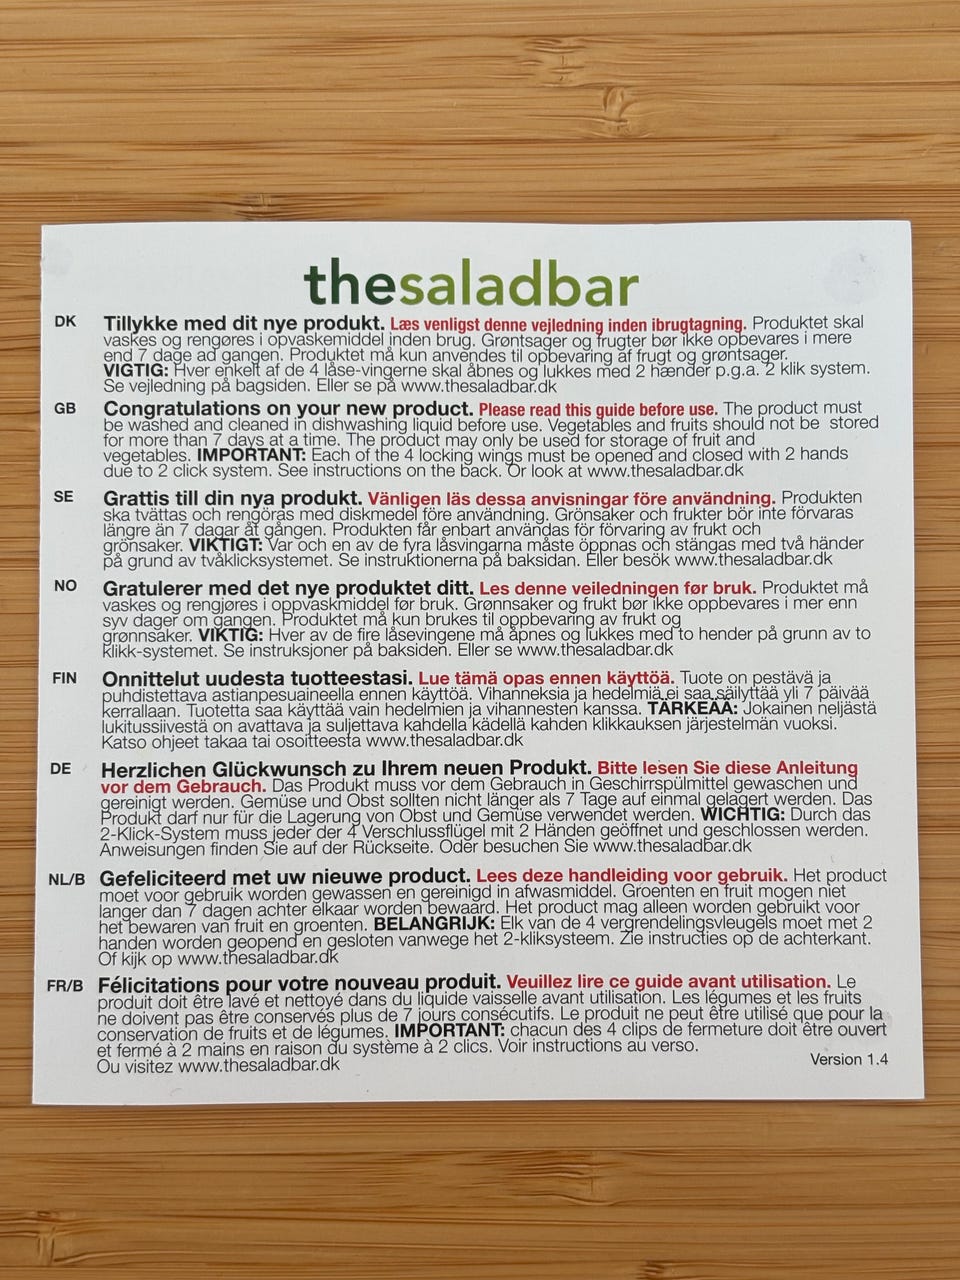 thesaladbar
DK Tillykke med dit nye produkt. Læs venligst denne vejledning inden ibrugtagning. Produktet skal
vaskes og rengøres i opvaskemiddel inden brug. Grøntsager og frugter bør ikke opbevares i mere
end 7 dage ad gangen. Produktet må kun anvendes til opbevaring af frugt og grøntsager.
VIGTIG: Hver enkelt af de 4 låse-vingerne skal åbnes og lukkes med 2 hænder p.g.a. 2 klik system.
Se vejledning på bagsiden. Eller se på www.thesaladbar.dk
GB Congratulations on your new product. Please read this guide before use. The product must
be washed and cleaned in dishwashing liquid before use. Vegetables and fruits should not be stored
for more than 7 days at a time. The product may only be used for storage of fruit and
vegetables. IMPORTANT: Each of the 4 locking wings must be opened and closed with 2 hands
due to 2 click system. See instructions on the back. Or look at www.thesaladbar.dk
SE Grattis till din nya produkt. Vänligen läs dessa anvisningar före användning. Produkten
ska tvättas och rengöras med diskmedel före användning. Grönsaker och frukter bör inte förvaras
längre än 7 dagar åt gången. Produkten får enbart användas för förvaring av frukt och
grönsaker. VIKTIGT: Var och en av de fyra låsvingarna måste öppnas och stängas med två händer
på grund av tvåklicksystemet. Se instruktionerna på baksidan. Eller besök www.thesaladbar.dk
NO Gratulerer med det nye produktet ditt. Les denne veiledningen før bruk. Produktet må
vaskes og rengjøres i oppvaskmiddel før bruk. Grønnsaker og frukt bør ikke oppbevares i mer enn
syv dager om gangen. Produktet må kun brukes til oppbevaring av frukt og
grønnsaker. VIKTIG: Hver av de fire låsevingene må åpnes og lukkes med to hender på grunn av to
klikk-systemet. Se instruksjoner på baksiden. Eller se www.thesaladbar.dk
FIN Onnittelut uudesta tuotteestasi. Lue tämä opas ennen käyttöä. Tuote on pestävä ja
puhdistettava astianpesuaineella ennen käyttöä. Vihanneksia ja hedelmiä ei saa säilyttää yli 7 päivää
kerrallaan. Tuotetta saa käyttää vain hedelmien ja vihannesten kanssa. TÄRKEÄÄ: Jokainen neljästä
lukitussiivestä on avattava ja suljettava kahdella kädellä kahden klikkauksen järjestelmän vuoksi.
Katso ohjeet takaa tai osoitteesta www.thesaladbar.dk
DE Herzlichen Glückwunsch zu Ihrem neuen Produkt. Bitte lesen Sie diese Anleitung
vor dem Gebrauch. Das Produkt muss vor dem Gebrauch in Geschirrspülmittel gewaschen und
gereinigt werden. Gemüse und Obst sollten nicht länger als 7 Tage auf einmal gelagert werden. Das
Produkt darf nur für die Lagerung von Obst und Gemüse verwendet werden. WICHTIG: Durch das
2-Klick-System muss jeder der 4 Verschlussflügel mit 2 Händen geöffnet und geschlossen werden.
Anweisungen finden Sie auf der Rückseite. Oder besuchen Sie www.thesaladbar.dk
NL/B Gefeliciteerd met uw nieuwe product. Lees deze handleiding voor gebruik. Het product
moet voor gebruik worden gewassen en gereinigd in afwasmiddel. Groenten en fruit mogen niet
langer dan 7 dagen achter elkaar worden bewaard. Het product mag alleen worden gebruikt voor
het bewaren van fruit en groenten. BELANGRIJK: Elk van de 4 vergrendelingsvleugels moet met 2
handen worden geopend en gesloten vanwege het 2-kliksysteem. Zie instructies op de achterkant.
Of kijk op www.thesaladbar.dk
FR/B Félicitations pour votre nouveau produit. Veuillez lire ce guide avant utilisation. Le
produit doit être lavé et nettoyé dans du liquide vaisselle avant utilisation. Les légumes et les fruits
ne doivent pas être conservés plus de 7 jours consécutifs. Le produit ne peut être utilisé que pour la
conservation de fruits et de légumes. IMPORTANT: chacun des 4 clips de fermeture doit être ouvert
et fermé à 2 mains en raison du système à 2 clics. Voir instructions au verso.
Ou visitez www.thesaladbar.dk
Version 1.4